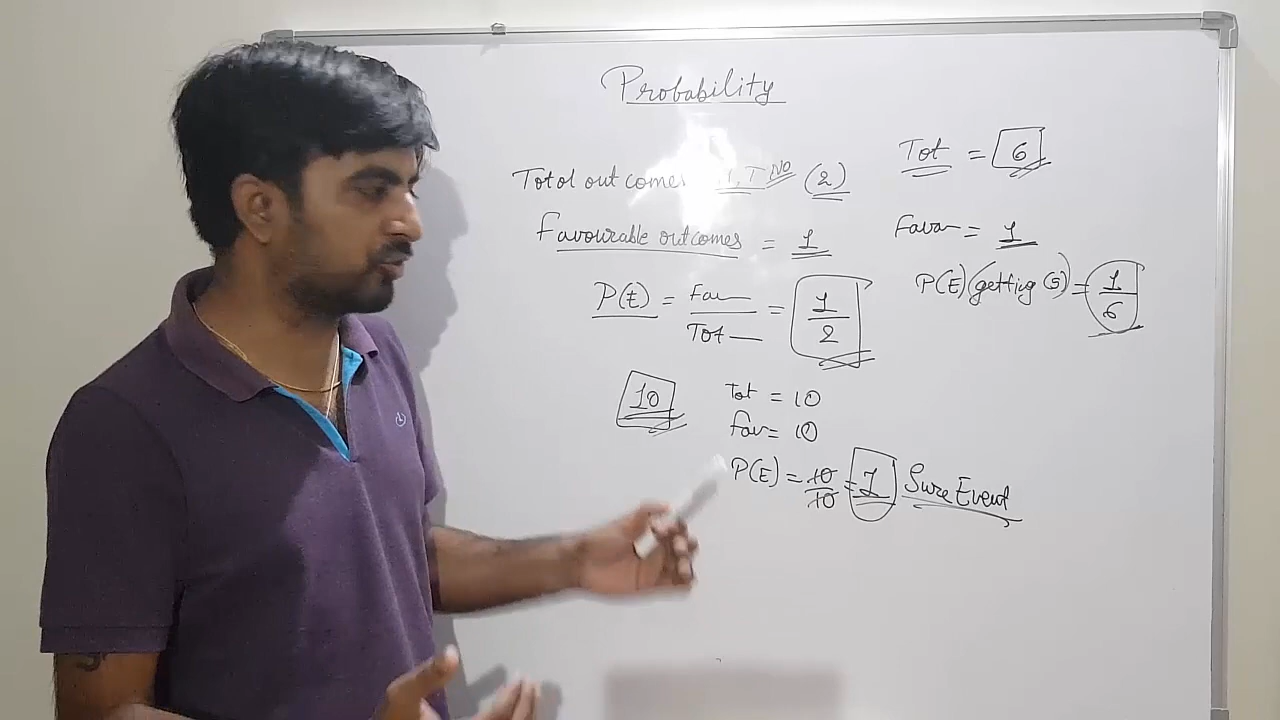 Probability
Total outcomes H, T NO (2)
Favourable outcomes = 1
P(E) = Fav / Tot = 1 / 2
Tot = 6
Fava = 1
P(E)(getting (5)) = 1 / 6
10
Tot = 10
Fav = 10
P(E) = 10 / 10 = 1 Sure Event